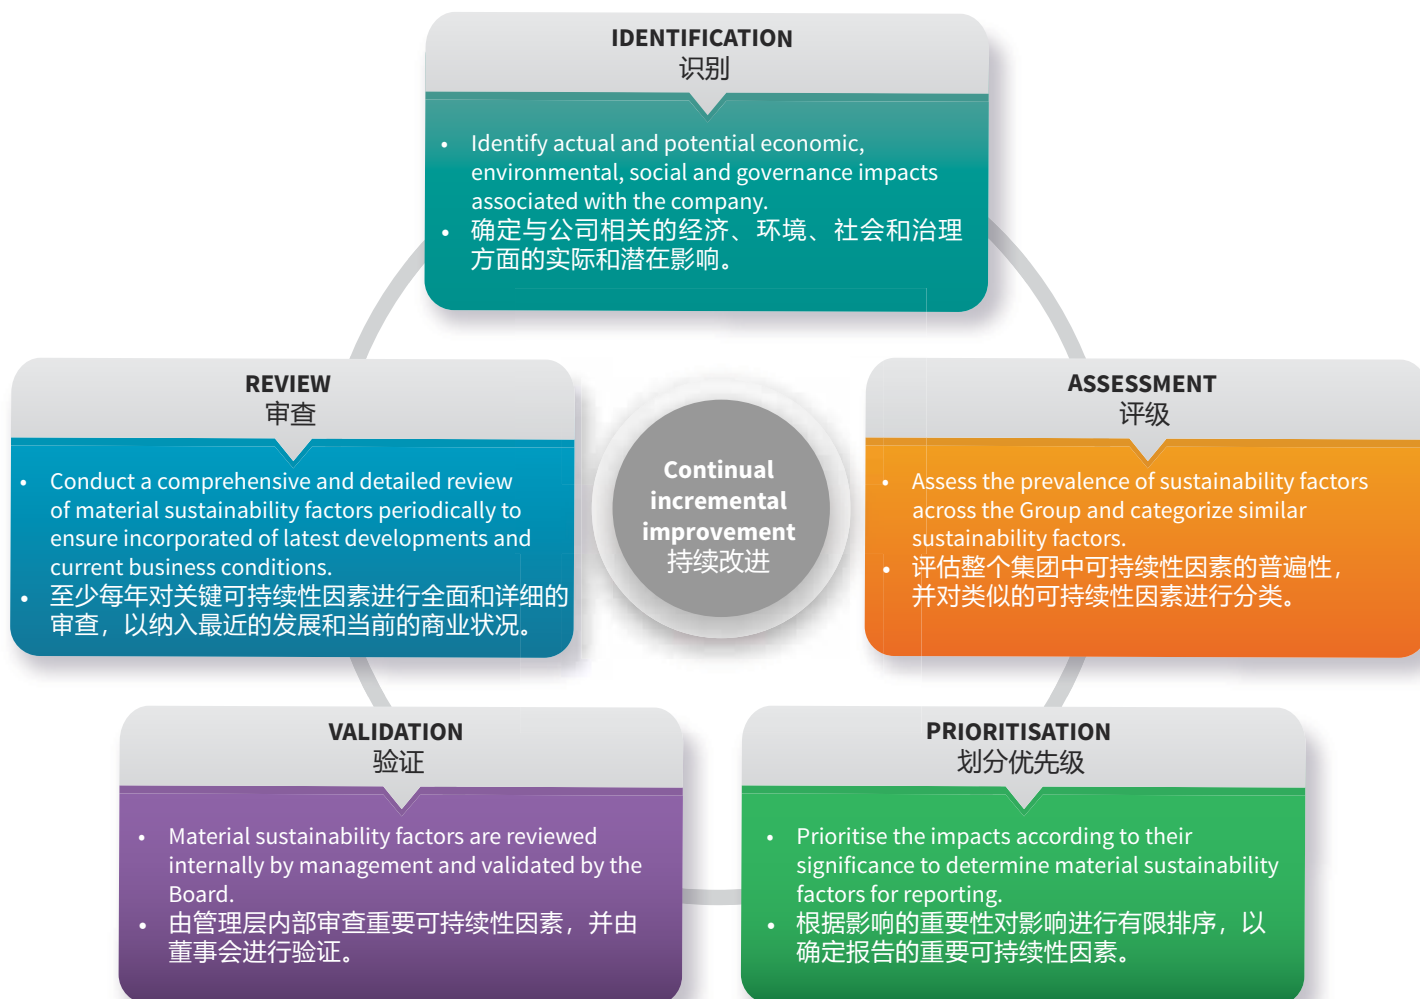 IDENTIFICATION
识别
• Identify actual and potential economic,
environmental, social and governance impacts
associated with the company.
• 确定与公司相关的经济、环境、社会和治理
方面的实际和潜在影响。
REVIEW
审查
• Conduct a comprehensive and detailed review
of material sustainability factors periodically to
ensure incorporated of latest developments and
current business conditions.
• 至少每年对关键可持续性因素进行全面和详细的
审查，以纳入最近的发展和当前的商业状况。
Continual
incremental
improvement
持续改进
ASSESSMENT
评级
• Assess the prevalence of sustainability factors
across the Group and categorize similar
sustainability factors.
• 评估整个集团中可持续性因素的普遍性，
并对类似的可持续性因素进行分类。
VALIDATION
验证
• Material sustainability factors are reviewed
internally by management and validated by the
Board.
• 由管理层内部审查重要可持续性因素，并由
董事会进行验证。
PRIORITISATION
划分优先级
• Prioritise the impacts according to their
significance to determine material sustainability
factors for reporting.
• 根据影响的重要性对影响进行有限排序，以
确定报告的重要可持续性因素。